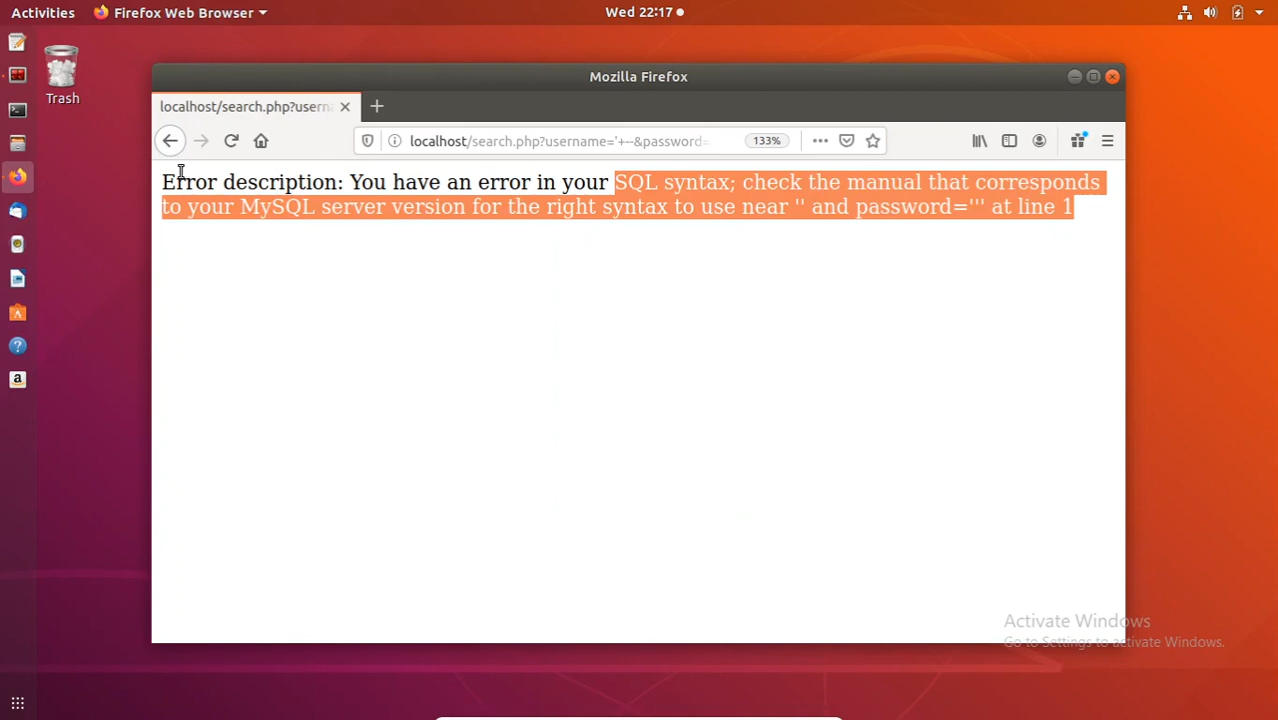 Activities Firefox Web Browser Wed 22:17
Trash
Mozilla Firefox
localhost/search.php?usern
localhost/search.php?username='+--&password= 133%
Error description: You have an error in your SQL syntax; check the manual that corresponds
to your MySQL server version for the right syntax to use near '' and password=''' at line 1
a
Activate Windows
Go to Settings to activate Windows.